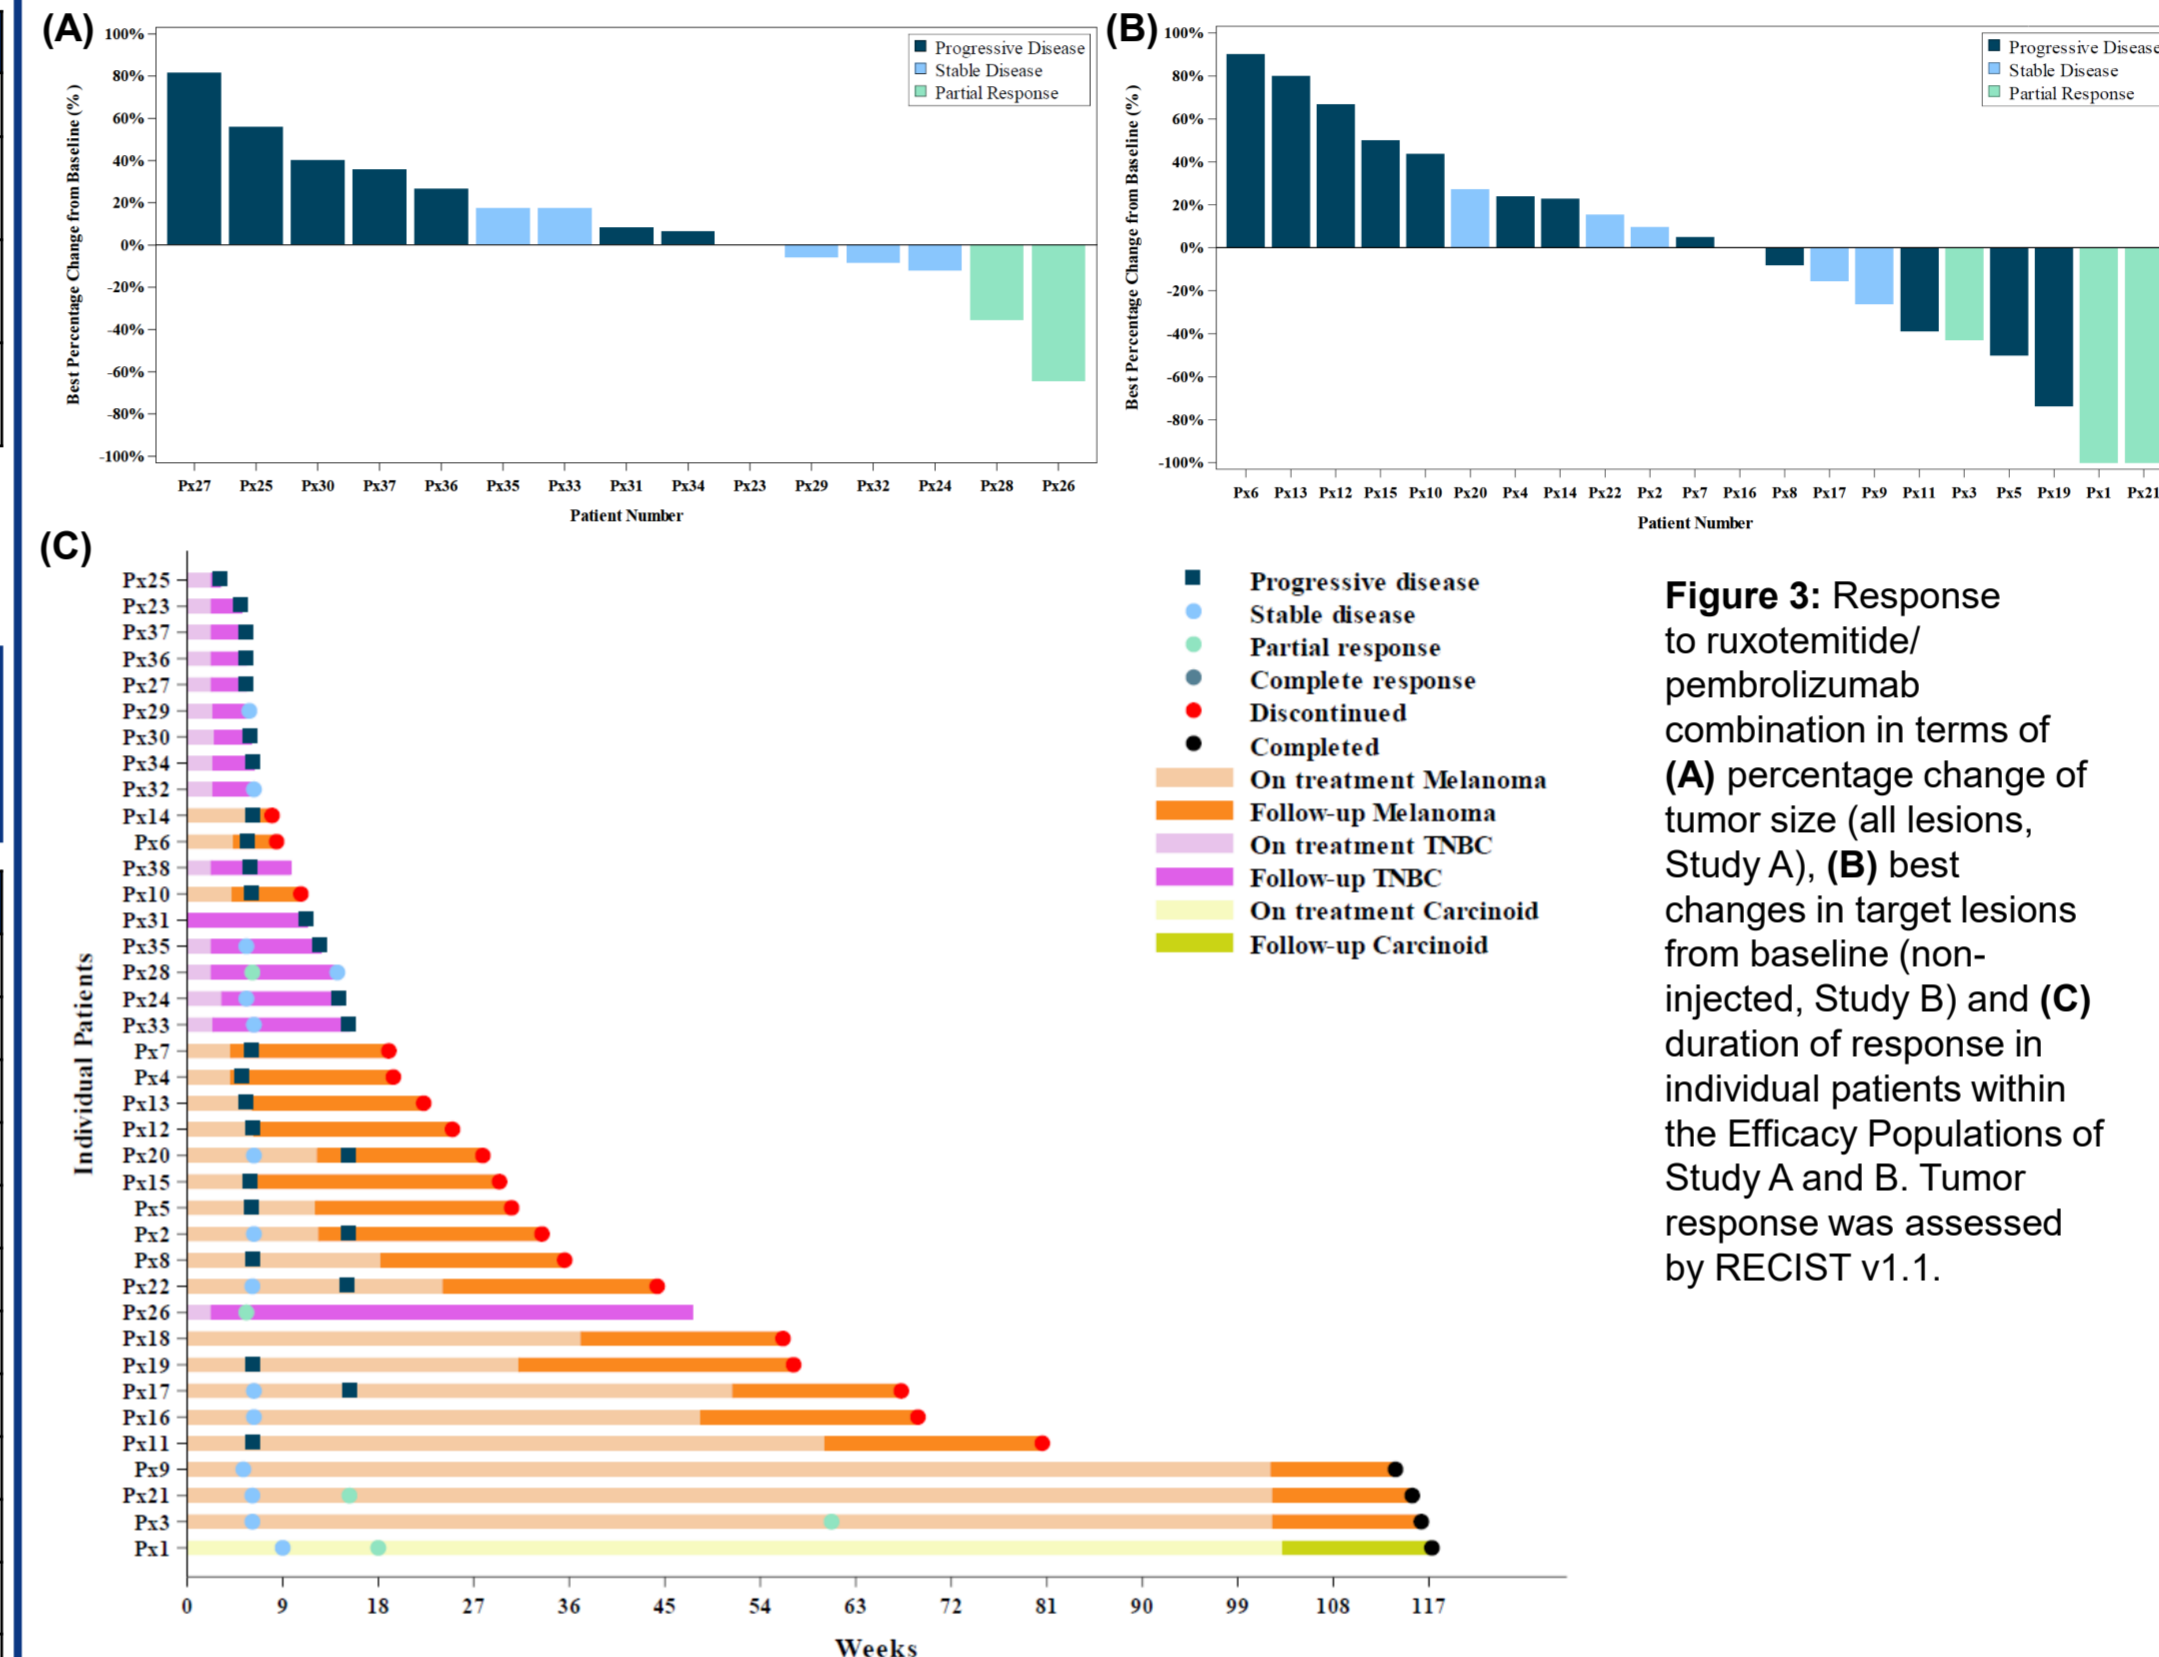 (A)
100%
80%
60%
40%
20%
0%
-20%
-40%
-60%
-80%
-100%
Best Percentage Change from Baseline (%)
Progressive Disease
Stable Disease
Partial Response
Px27 Px25 Px30 Px37 Px36 Px35 Px33 Px31 Px34 Px23 Px29 Px32 Px24 Px28 Px26
Patient Number
(B)
100%
80%
60%
40%
20%
0%
-20%
-40%
-60%
-80%
-100%
Best Percentage Change from Baseline (%)
Progressive Disease
Stable Disease
Partial Response
Px6 Px13 Px12 Px15 Px10 Px20 Px4 Px14 Px22 Px2 Px7 Px16 Px8 Px17 Px9 Px11 Px3 Px5 Px19 Px1 Px21
Patient Number
(C)
Individual Patients
Px25
Px23
Px37
Px36
Px27
Px29
Px30
Px34
Px32
Px14
Px6
Px38
Px10
Px31
Px35
Px28
Px24
Px33
Px7
Px4
Px13
Px12
Px20
Px15
Px5
Px2
Px8
Px22
Px26
Px18
Px19
Px17
Px16
Px11
Px9
Px21
Px3
Px1
0 9 18 27 36 45 54 63 72 81 90 99 108 117
Weeks
Progressive disease
Stable disease
Partial response
Complete response
Discontinued
Completed
On treatment Melanoma
Follow-up Melanoma
On treatment TNBC
Follow-up TNBC
On treatment Carcinoid
Follow-up Carcinoid
Figure 3: Response
to ruxotemitide/
pembrolizumab
combination in terms of
(A) percentage change of
tumor size (all lesions,
Study A), (B) best
changes in target lesions
from baseline (non-
injected, Study B) and (C)
duration of response in
individual patients within
the Efficacy Populations of
Study A and B. Tumor
response was assessed
by RECIST v1.1.